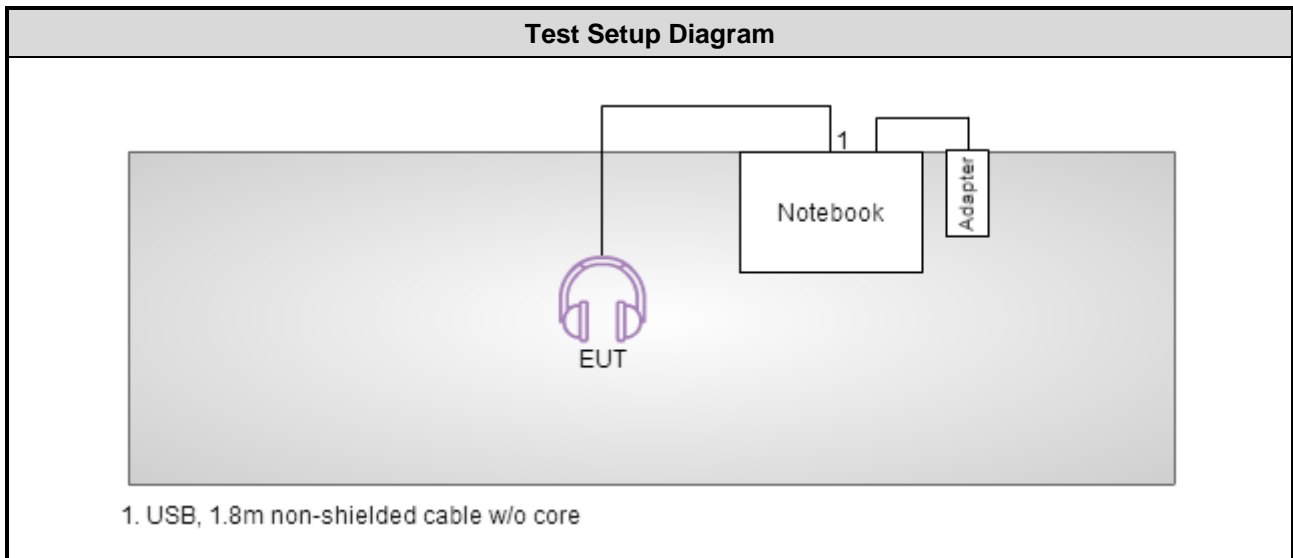 Test Setup Diagram
1
Notebook
Adapter
EUT
1. USB, 1.8m non-shielded cable w/o core